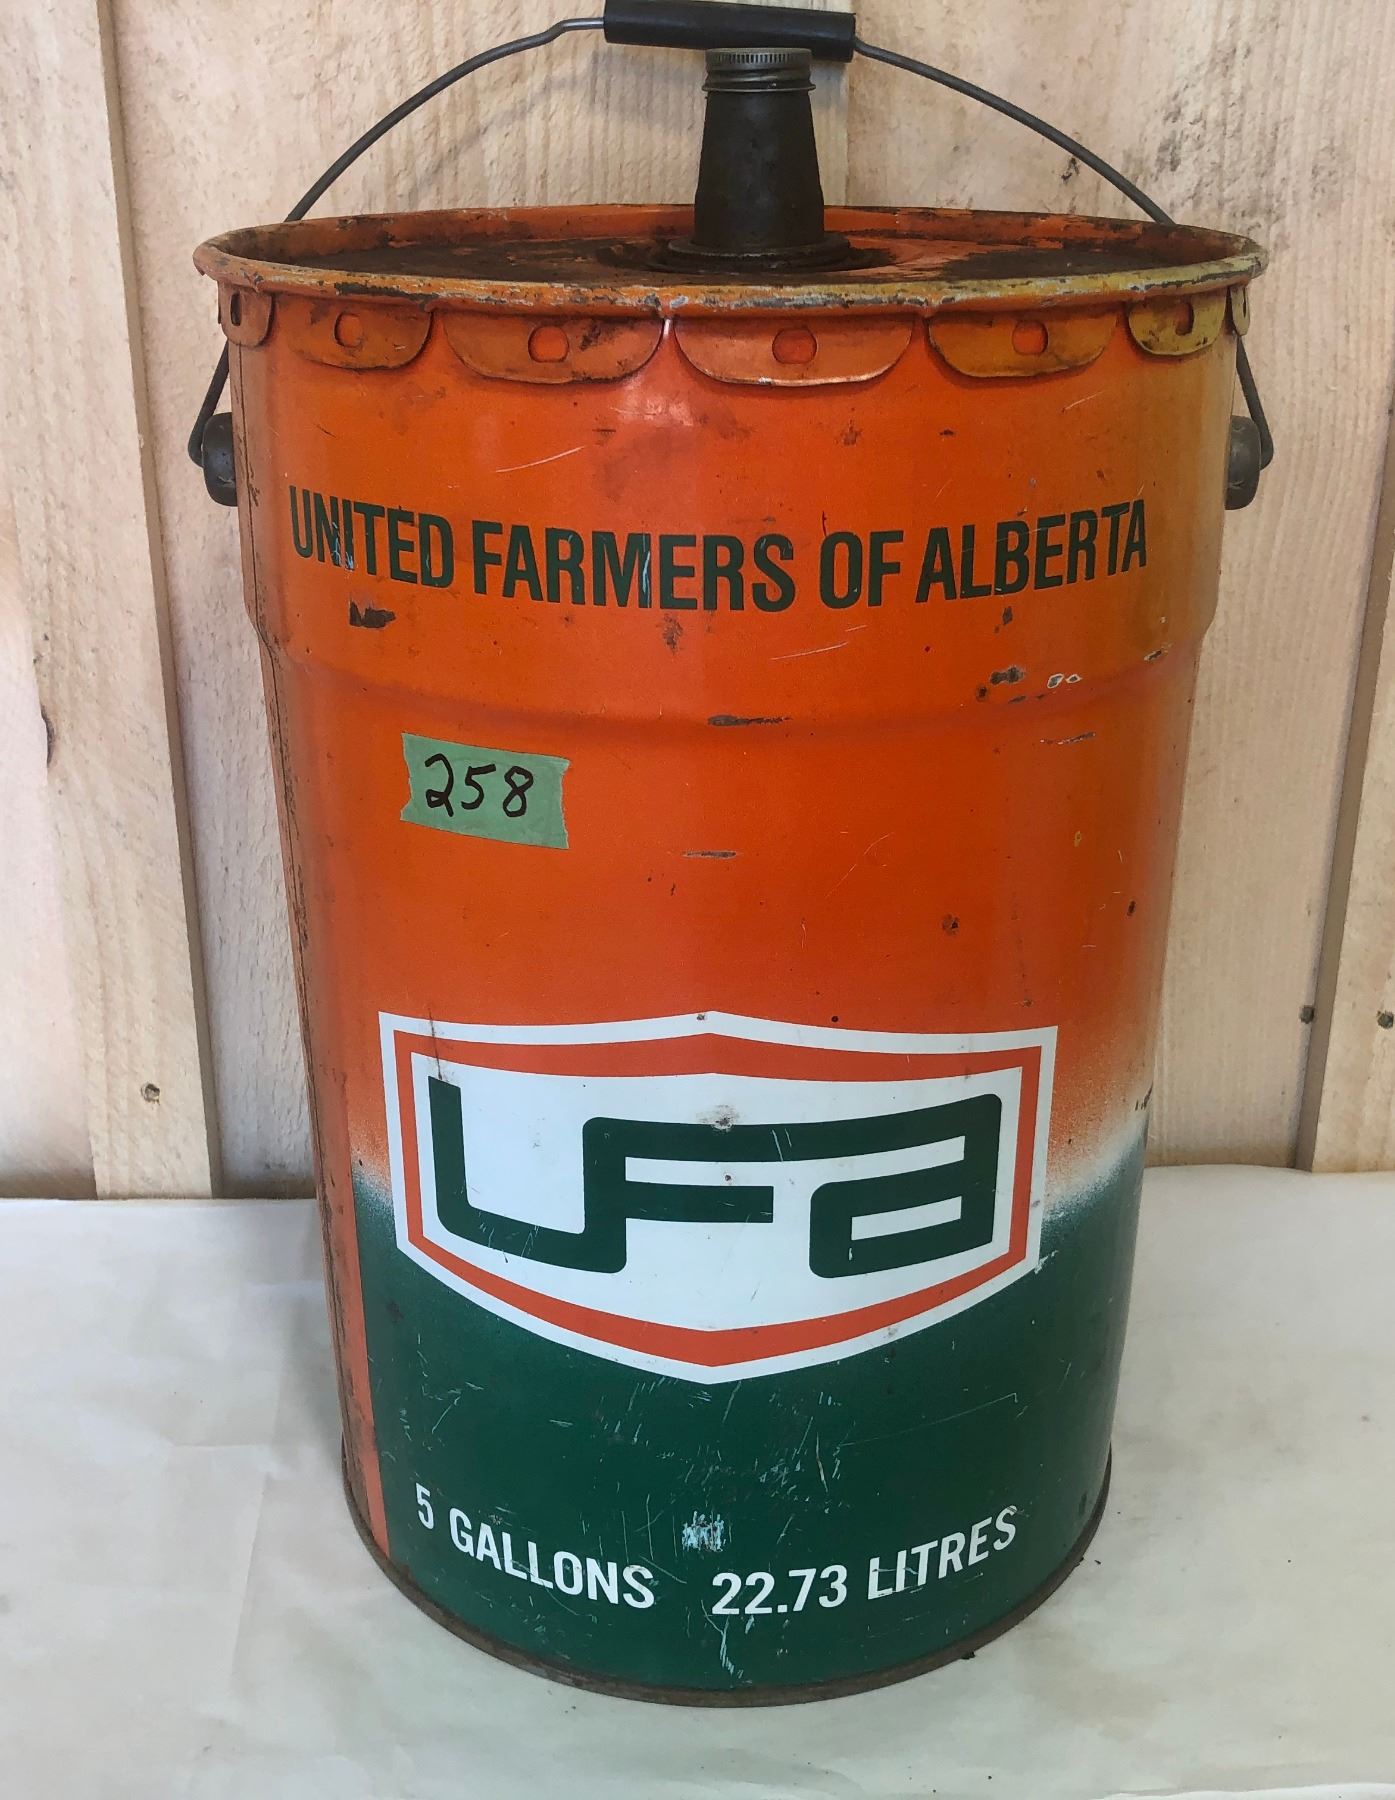 UNITED FARMERS OF ALBERTA
258
UFA
5 GALLONS 22.73 LITRES